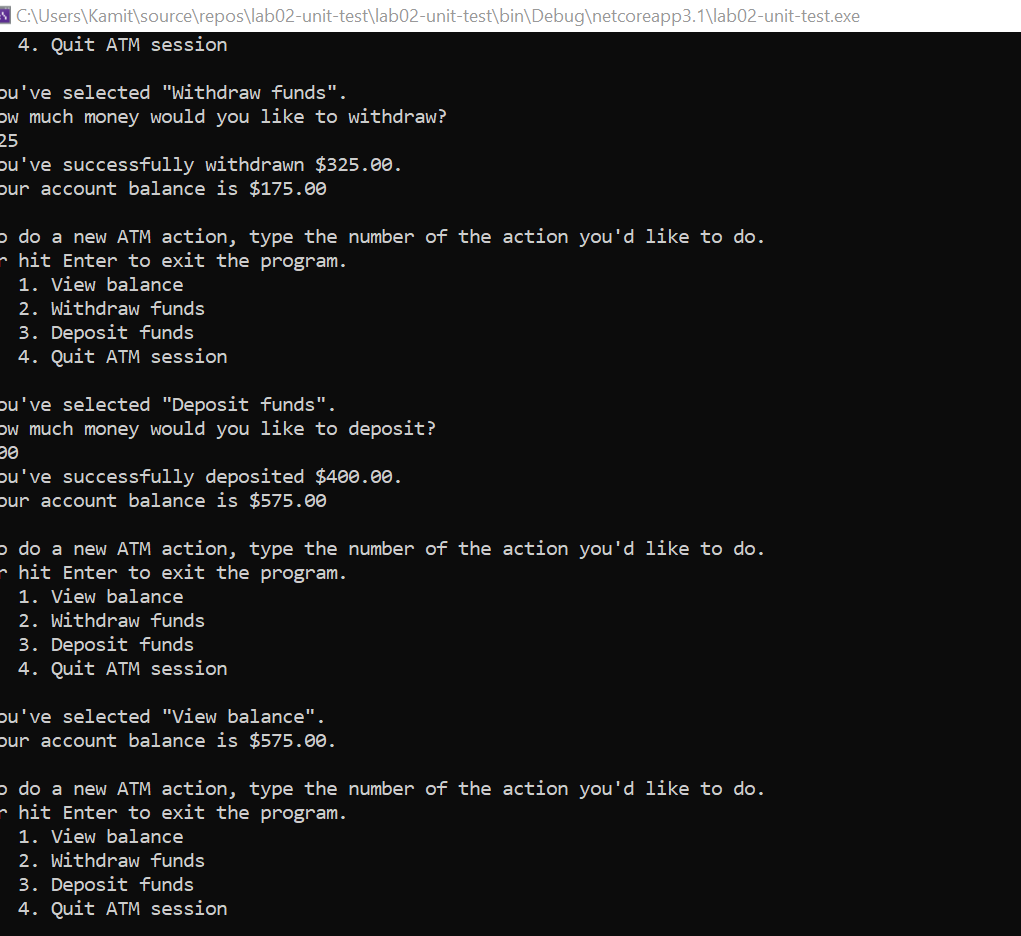 C:\Users\Kamit\source\repos\lab02-unit-test\lab02-unit-test\bin\Debug\netcoreapp3.1\lab02-unit-test.exe
4. Quit ATM session
ou've selected "Withdraw funds".
ow much money would you like to withdraw?
25
ou've successfully withdrawn $325.00.
our account balance is $175.00
o do a new ATM action, type the number of the action you'd like to do.
r hit Enter to exit the program.
1. View balance
2. Withdraw funds
3. Deposit funds
4. Quit ATM session
ou've selected "Deposit funds".
ow much money would you like to deposit?
00
ou've successfully deposited $400.00.
our account balance is $575.00
o do a new ATM action, type the number of the action you'd like to do.
r hit Enter to exit the program.
1. View balance
2. Withdraw funds
3. Deposit funds
4. Quit ATM session
ou've selected "View balance".
our account balance is $575.00.
o do a new ATM action, type the number of the action you'd like to do.
r hit Enter to exit the program.
1. View balance
2. Withdraw funds
3. Deposit funds
4. Quit ATM session